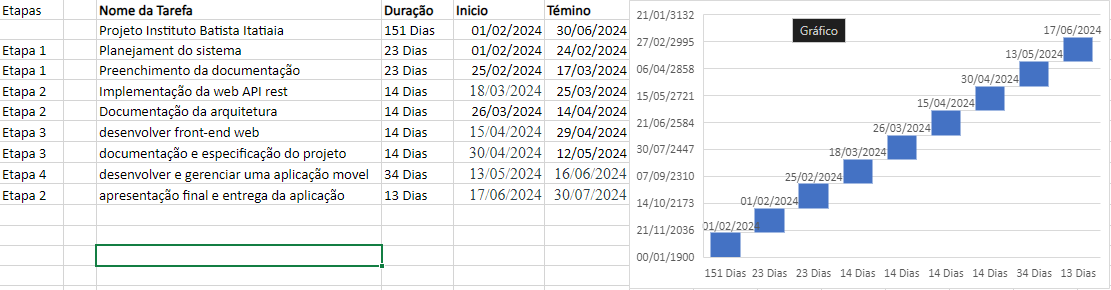 Etapas Nome da Tarefa Duração Inicio Témino
Projeto Instituto Batista Itatiaia 151 Dias 01/02/2024 30/06/2024
Etapa 1 Planejament do sistema 23 Dias 01/02/2024 24/02/2024
Etapa 1 Preenchimento da documentação 23 Dias 25/02/2024 17/03/2024
Etapa 2 Implementação da web API rest 14 Dias 18/03/2024 25/03/2024
Etapa 2 Documentação da arquitetura 14 Dias 26/03/2024 14/04/2024
Etapa 3 desenvolver front-end web 14 Dias 15/04/2024 29/04/2024
Etapa 3 documentação e especificação do projeto 14 Dias 30/04/2024 12/05/2024
Etapa 4 desenvolver e gerenciar uma aplicação movel 34 Dias 13/05/2024 16/06/2024
Etapa 2 apresentação final e entrega da aplicação 13 Dias 17/06/2024 30/07/2024
Gráfico
21/01/3132
27/02/2995
06/04/2858
15/05/2721
21/06/2584
30/07/2447
07/09/2310
14/10/2173
21/11/2036
00/01/1900
01/02/2024
01/02/2024
25/02/2024
18/03/2024
26/03/2024
15/04/2024
30/04/2024
13/05/2024
17/06/2024
151 Dias 23 Dias 23 Dias 14 Dias 14 Dias 14 Dias 14 Dias 34 Dias 13 Dias